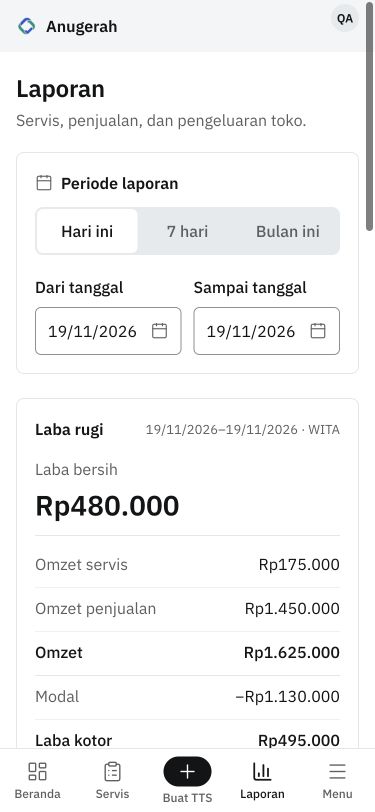 Anugerah
QA
Laporan
Servis, penjualan, dan pengeluaran toko.
Periode laporan
Hari ini
7 hari
Bulan ini
Dari tanggal
Sampai tanggal
19/11/2026
19/11/2026
Laba rugi
19/11/2026–19/11/2026 · WITA
Laba bersih
Rp480.000
Omzet servis
Rp175.000
Omzet penjualan
Rp1.450.000
Omzet
Rp1.625.000
Modal
−Rp1.130.000
Laba kotor
Rp495.000
Beranda
Servis
Buat TTS
Laporan
Menu